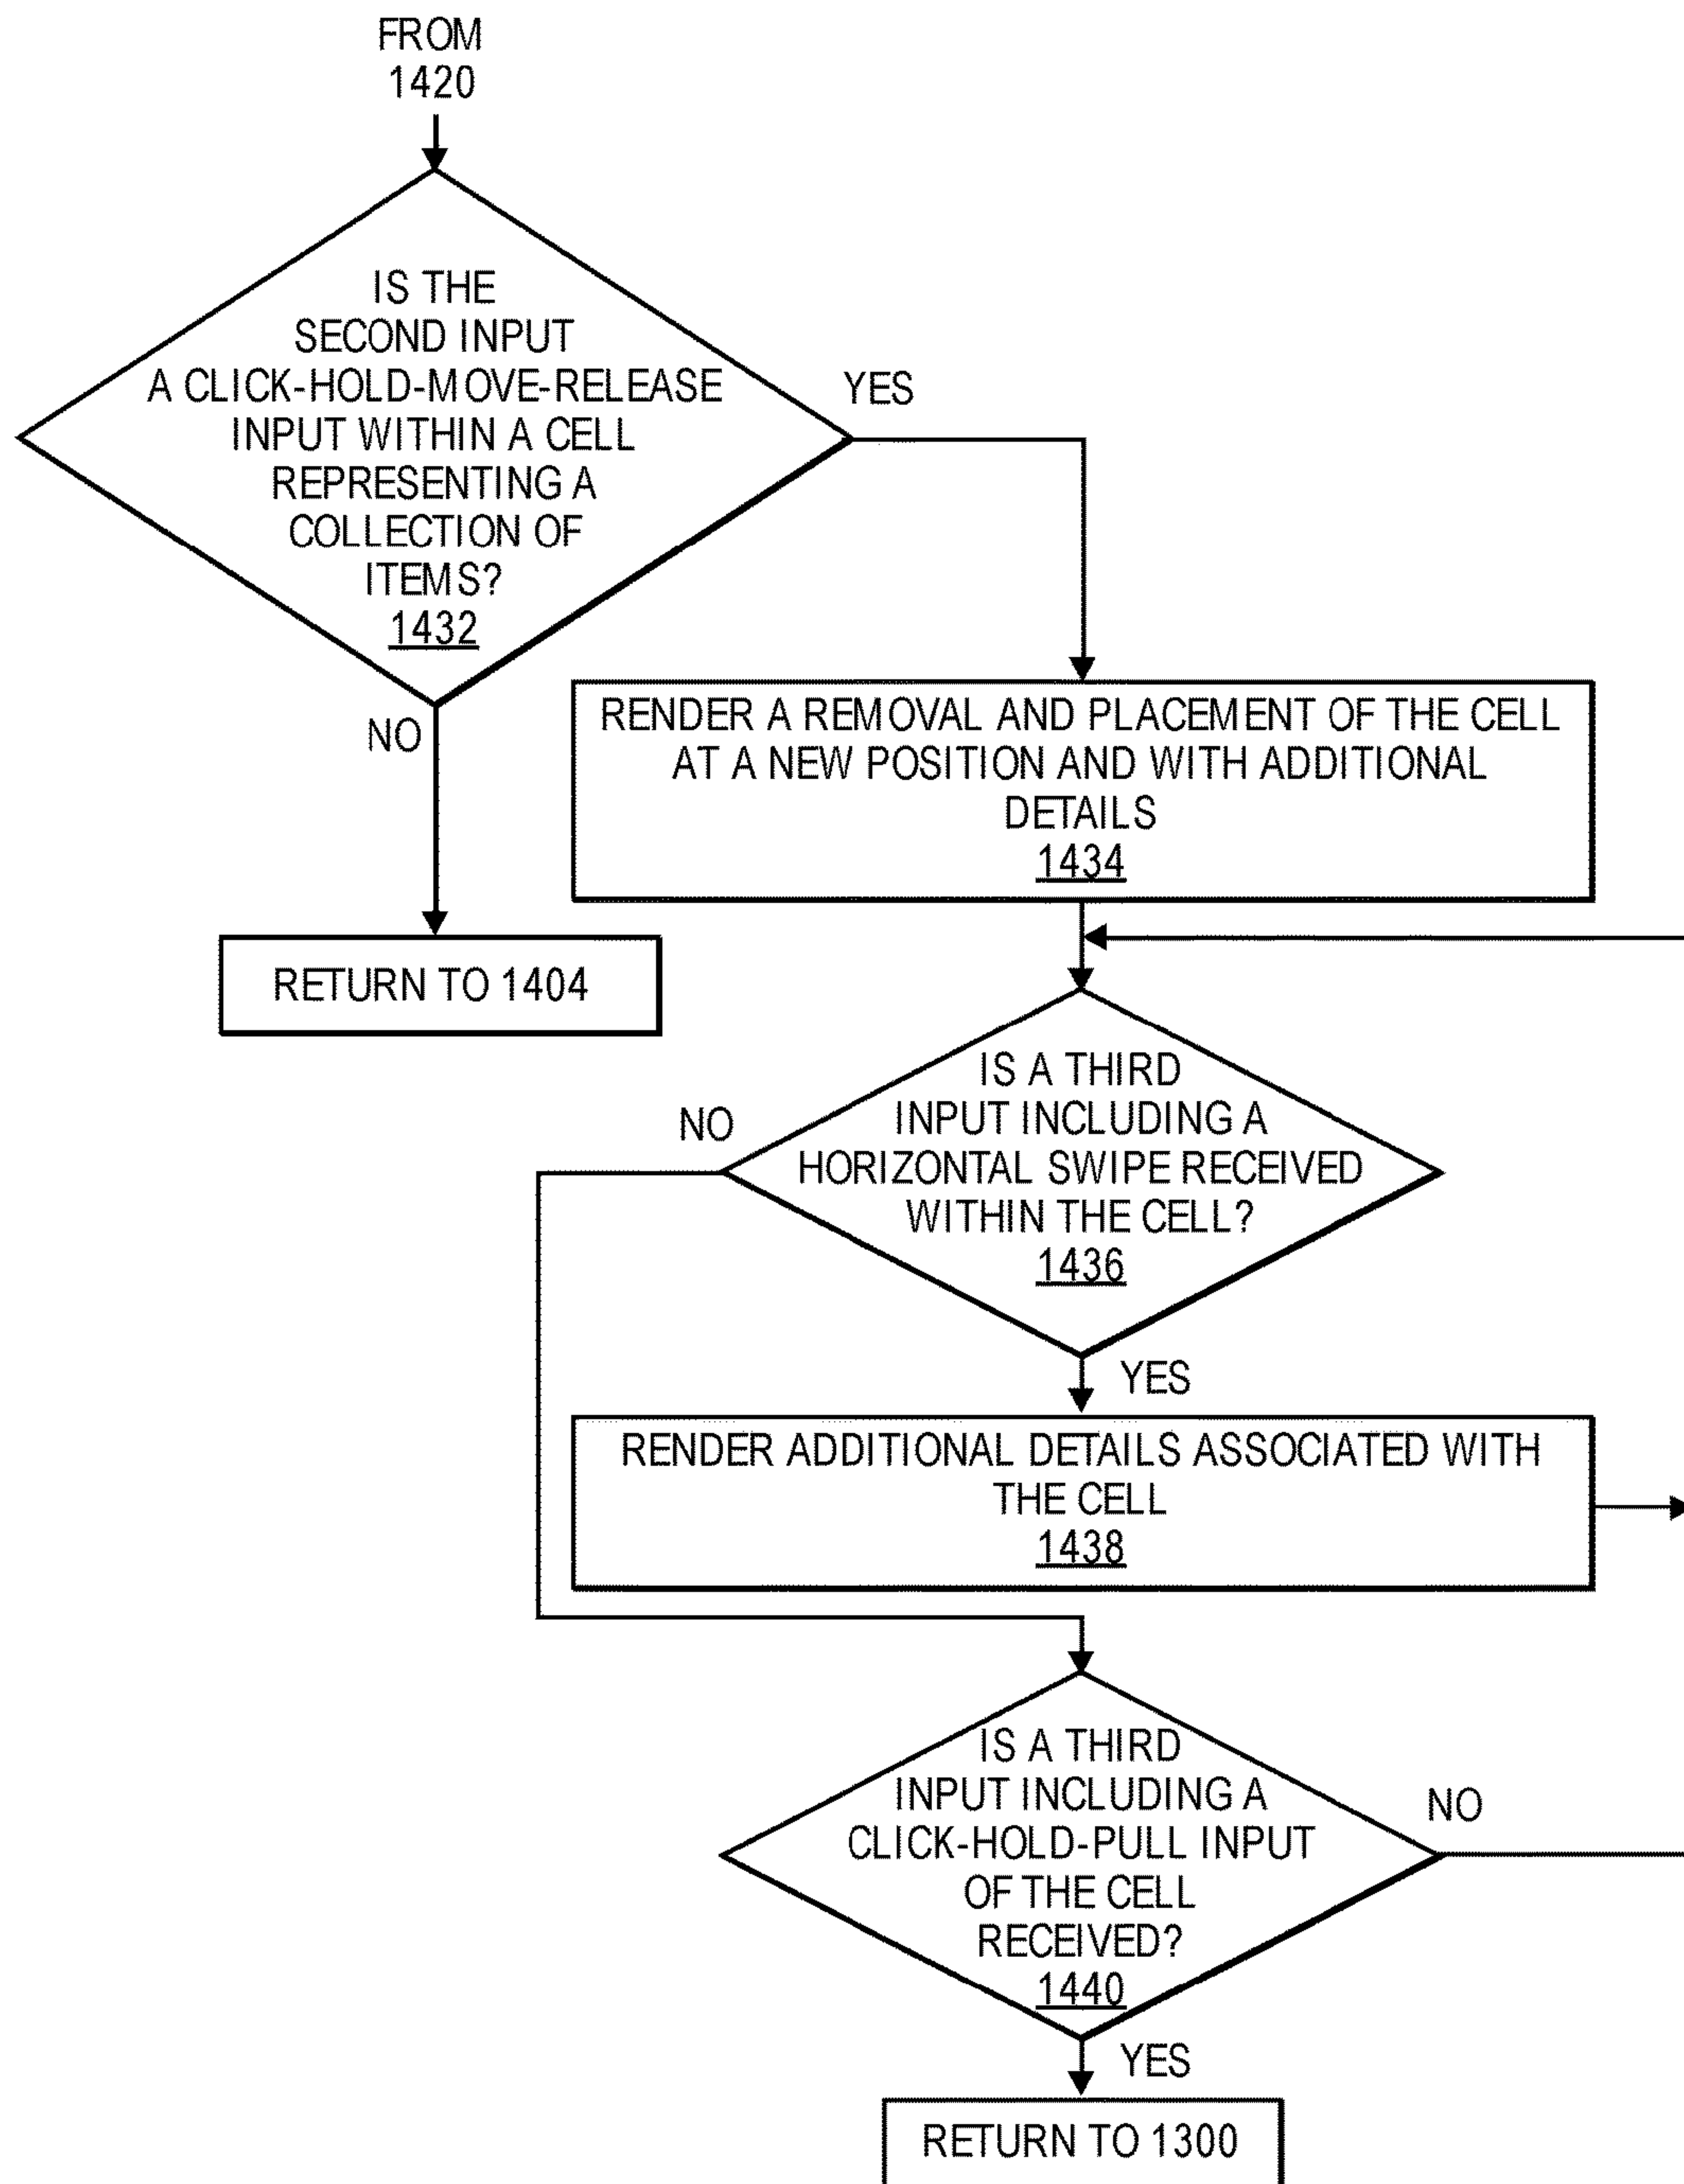 FROM
1420
IS THE
SECOND INPUT
A CLICK-HOLD-MOVE-RELEASE
INPUT WITHIN A CELL
REPRESENTING A
COLLECTION OF
ITEMS?
1432
YES
NO
RENDER A REMOVAL AND PLACEMENT OF THE CELL
AT A NEW POSITION AND WITH ADDITIONAL
DETAILS
1434
RETURN TO 1404
IS A THIRD
INPUT INCLUDING A
HORIZONTAL SWIPE RECEIVED
WITHIN THE CELL?
1436
NO
YES
RENDER ADDITIONAL DETAILS ASSOCIATED WITH
THE CELL
1438
IS A THIRD
INPUT INCLUDING A
CLICK-HOLD-PULL INPUT
OF THE CELL
RECEIVED?
1440
NO
YES
RETURN TO 1300